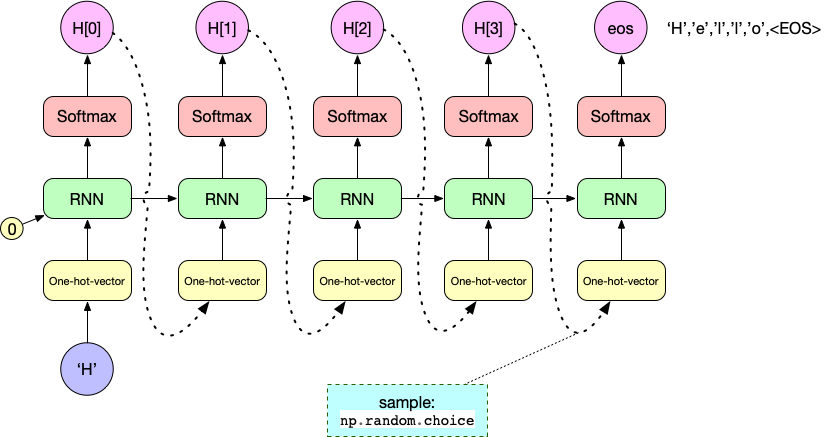 H[0] H[1] H[2] H[3] eos 'H','e','l','l','o',<EOS>
Softmax Softmax Softmax Softmax Softmax
RNN RNN RNN RNN RNN
0
One-hot-vector One-hot-vector One-hot-vector One-hot-vector One-hot-vector
‘H’
sample:
np.random.choice